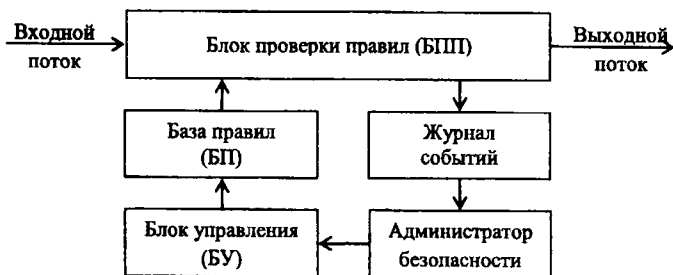 Входной
поток
Блок проверки правил (БПП)
Выходной
поток
База правил
(БП)
Журнал
событий
Блок управления
(БУ)
Администратор
безопасности